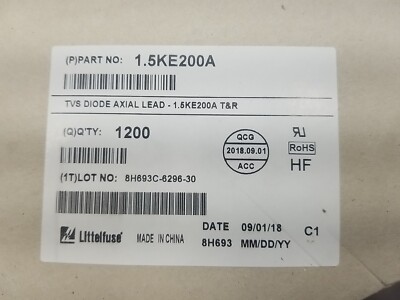 (P)PART NO: 1.5KE200A
TVS DIODE AXIAL LEAD - 1.5KE200A T&R
(Q)Q'TY: 1200
QCG
2018.09.01
ACC
RoHS
HF
(1T)LOT NO: 8H693C-6296-30
Littelfuse
MADE IN CHINA
DATE 09/01/18 C1
8H693 MM/DD/YY